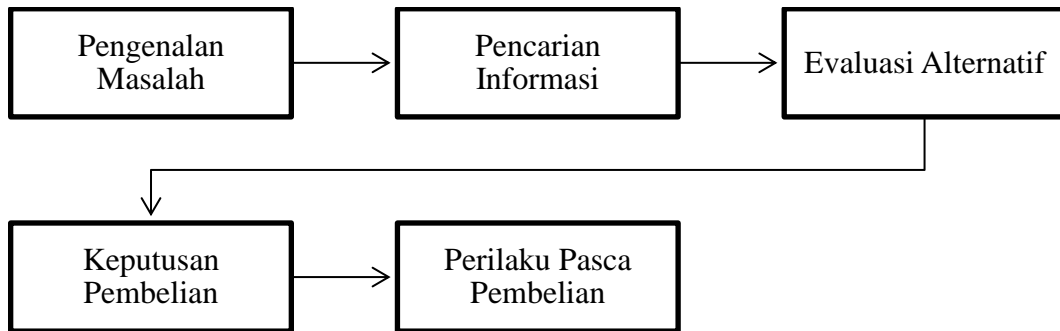 Pengenalan
Masalah
Pencarian
Informasi
Evaluasi Alternatif
Keputusan
Pembelian
Perilaku Pasca
Pembelian